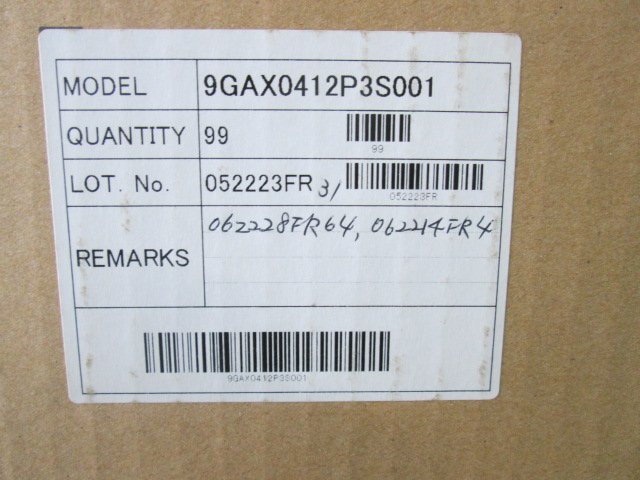 MODEL 9GAX0412P3S001
QUANTITY 99
99
LOT. No. 052223FR 31
052223FR
REMARKS 062228FR64, 062214FR4
9GAX0412P3S001